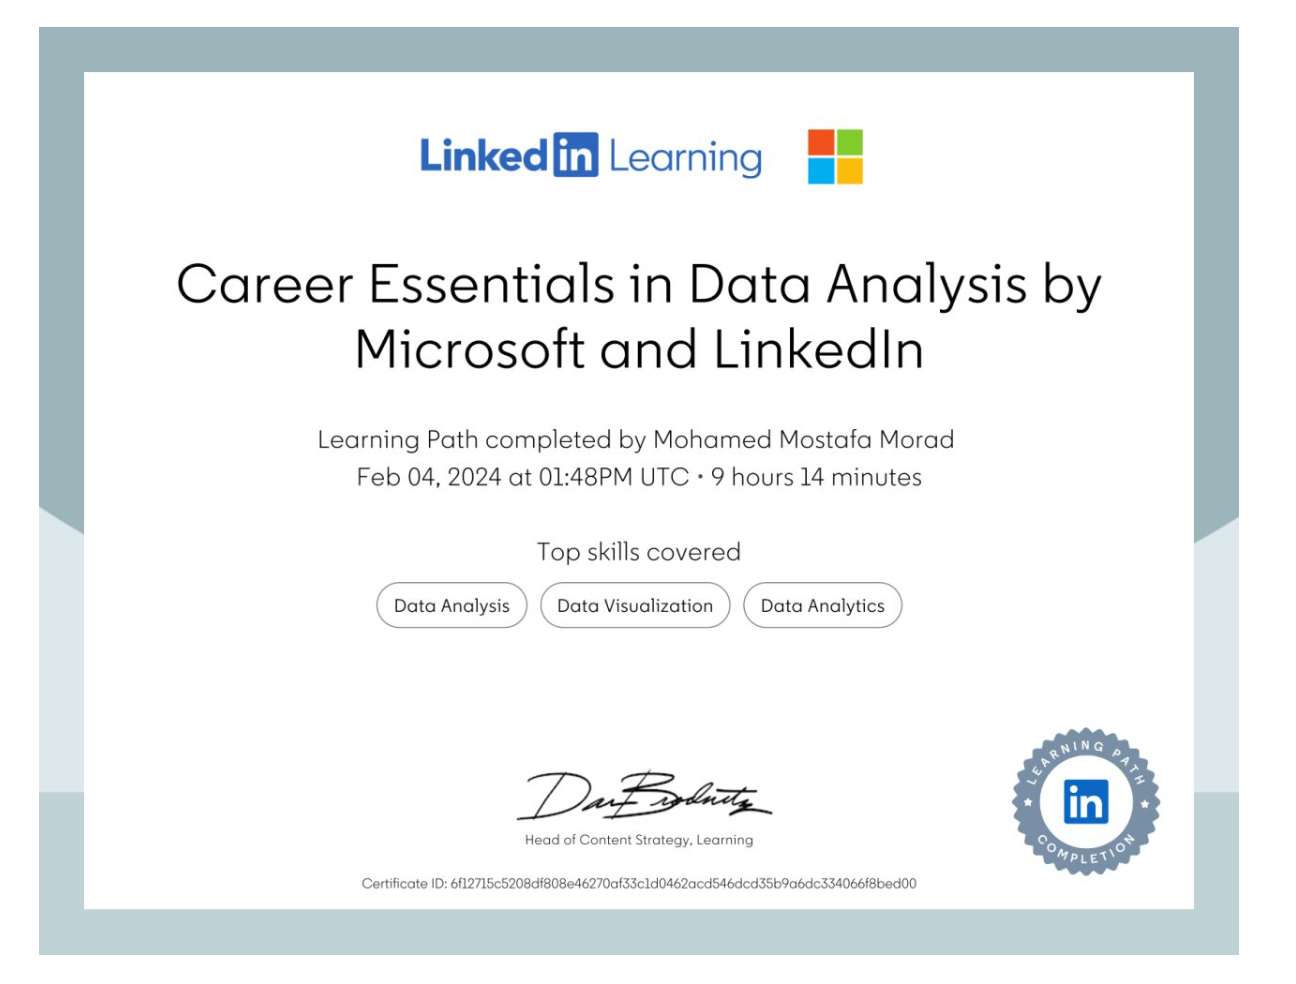 Linked in Learning
Career Essentials in Data Analysis by
Microsoft and LinkedIn
Learning Path completed by Mohamed Mostafa Morad
Feb 04, 2024 at 01:48PM UTC • 9 hours 14 minutes
Top skills covered
Data Analysis
Data Visualization
Data Analytics
Dan Brodnitz
Head of Content Strategy, Learning
LEARNING PATH
in
COMPLETION
Certificate ID: 6f12715c5208df808e46270af33c1d0462acd546dcd35b9a6dc334066f8bed00